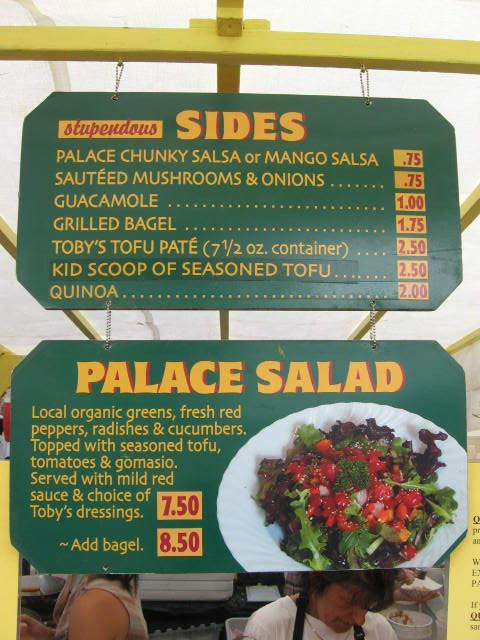 stupendous SIDES
PALACE CHUNKY SALSA or MANGO SALSA .75
SAUTÉED MUSHROOMS & ONIONS ....... .75
GUACAMOLE ............................ 1.00
GRILLED BAGEL .......................... 1.75
TOBY'S TOFU PATÉ (7 1/2 oz. container) .... 2.50
KID SCOOP OF SEASONED TOFU....... 2.50
QUINOA.................................. 2.00
PALACE SALAD
Local organic greens, fresh red
peppers, radishes & cucumbers.
Topped with seasoned tofu,
tomatoes & gomasio.
Served with mild red
sauce & choice of
Toby's dressings. 7.50
~Add bagel. 8.50